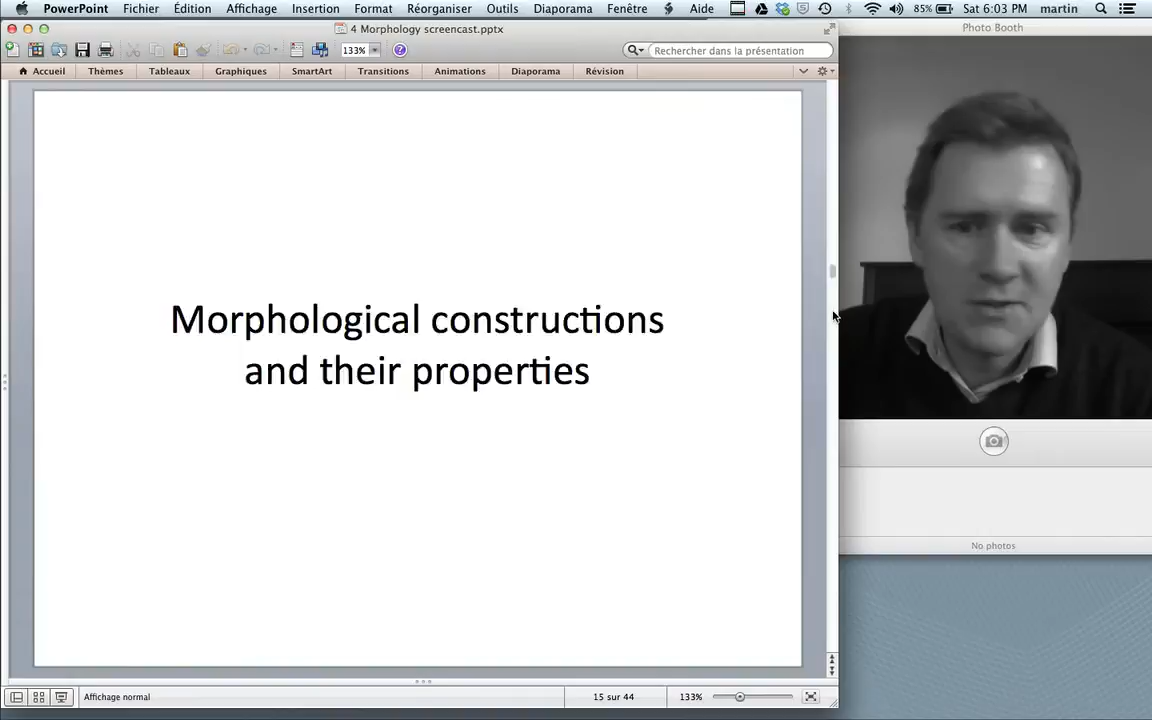 PowerPoint Fichier Édition Affichage Insertion Format Réorganiser Outils Diaporama Fenêtre Aide 85% Sat 6:03 PM martin
4 Morphology screencast.pptx
Photo Booth
133% Rechercher dans la présentation
Accueil Thèmes Tableaux Graphiques SmartArt Transitions Animations Diaporama Révision
Morphological constructions
and their properties
No photos
Affichage normal 15 sur 44 133%